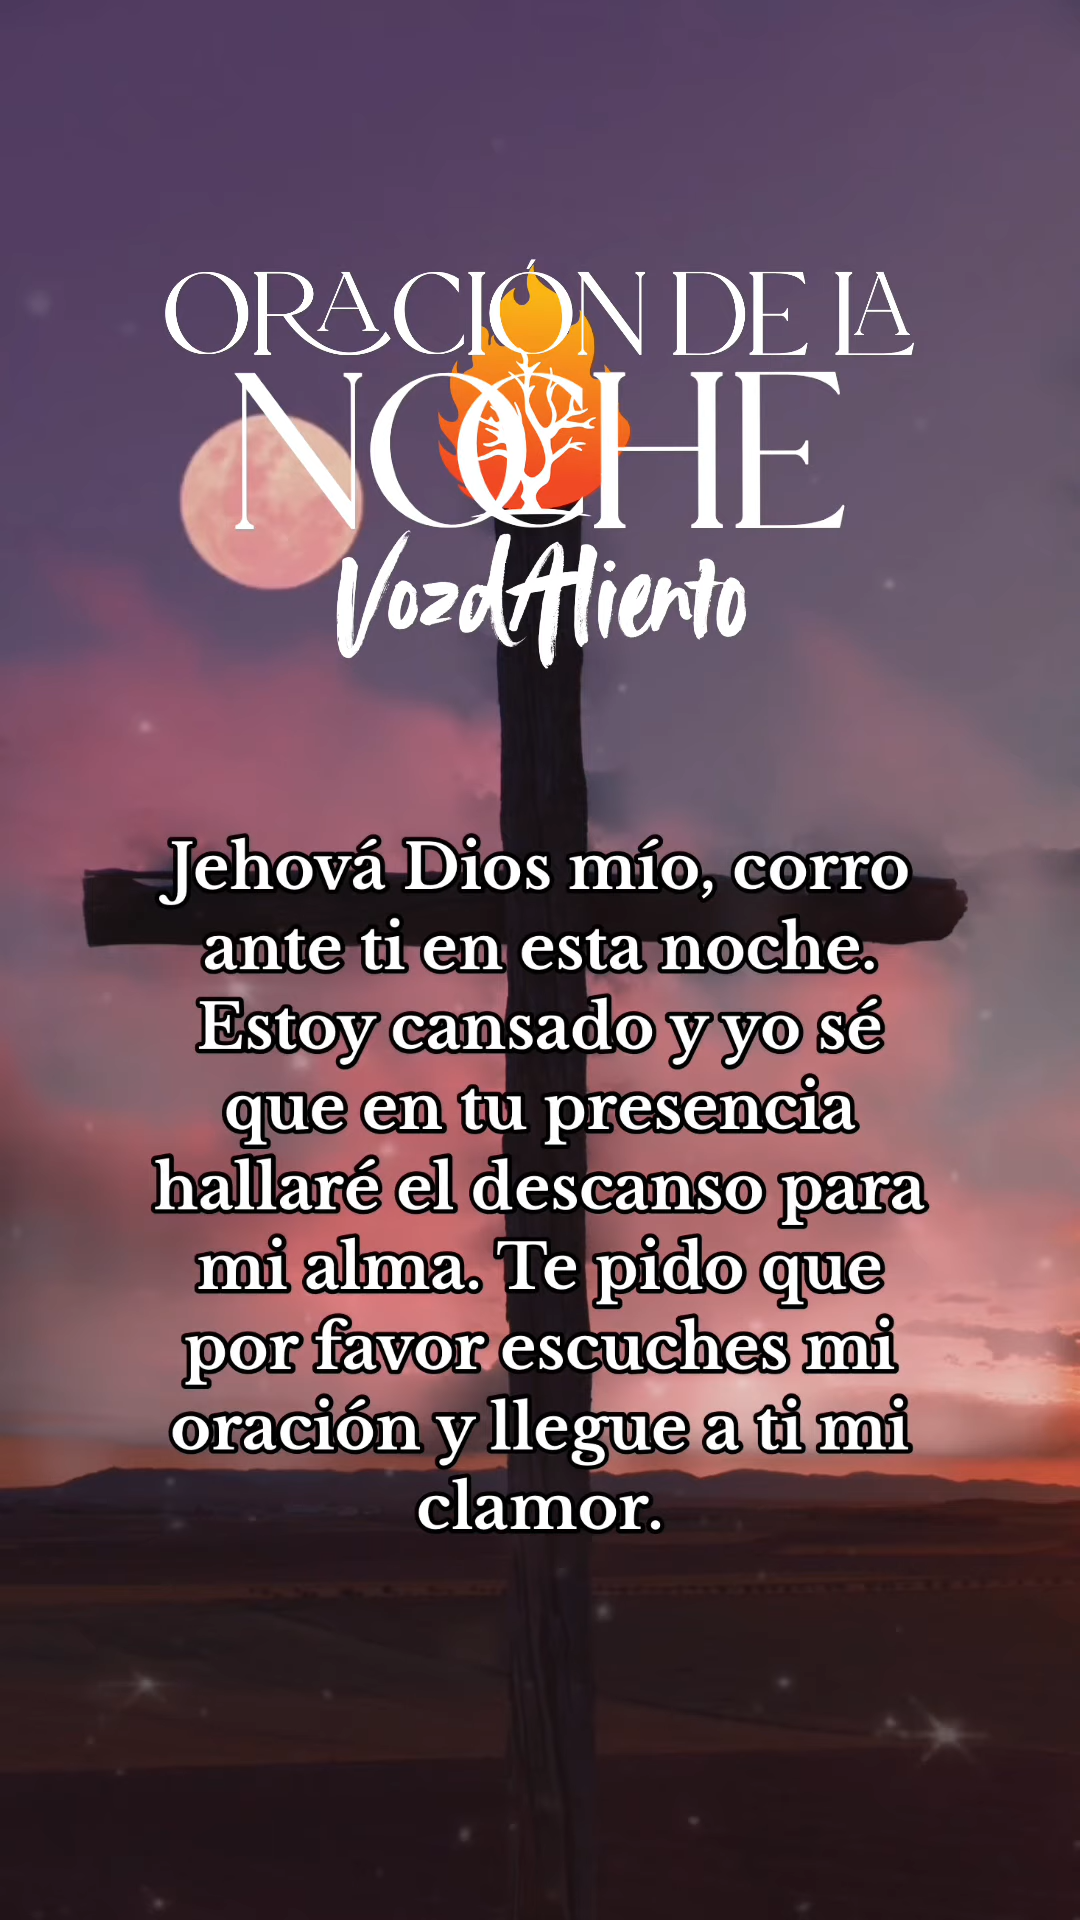 ORACIÓN DE LA
NOCHE
VozdAliento
Jehová Dios mío, corro
ante ti en esta noche.
Estoy cansado y yo sé
que en tu presencia
hallaré el descanso para
mi alma. Te pido que
por favor escuches mi
oración y llegue a ti mi
clamor.